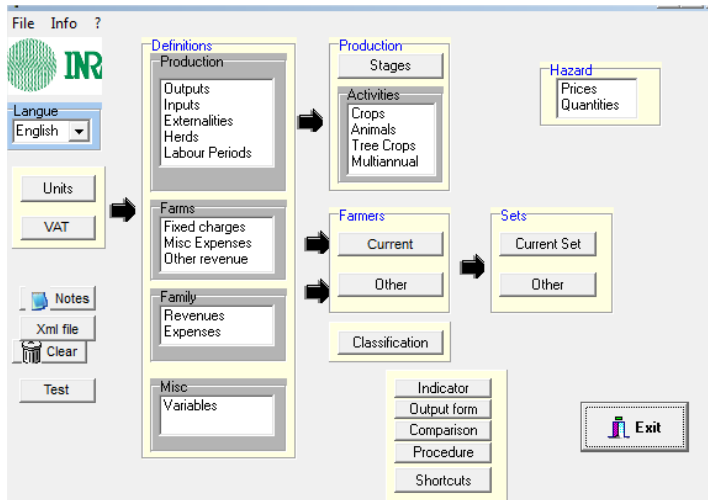 File Info ?
INR
Langue
English
Units
VAT
Notes
Xml file
Clear
Test
Definitions
Production
Outputs
Inputs
Externalities
Herds
Labour Periods
Farms
Fixed charges
Misc Expenses
Other revenue
Family
Revenues
Expenses
Misc
Variables
Production
Stages
Activities
Crops
Animals
Tree Crops
Multiannual
Farmers
Current
Other
Classification
Sets
Current Set
Other
Hazard
Prices
Quantities
Indicator
Output form
Comparison
Procedure
Shortcuts
Exit